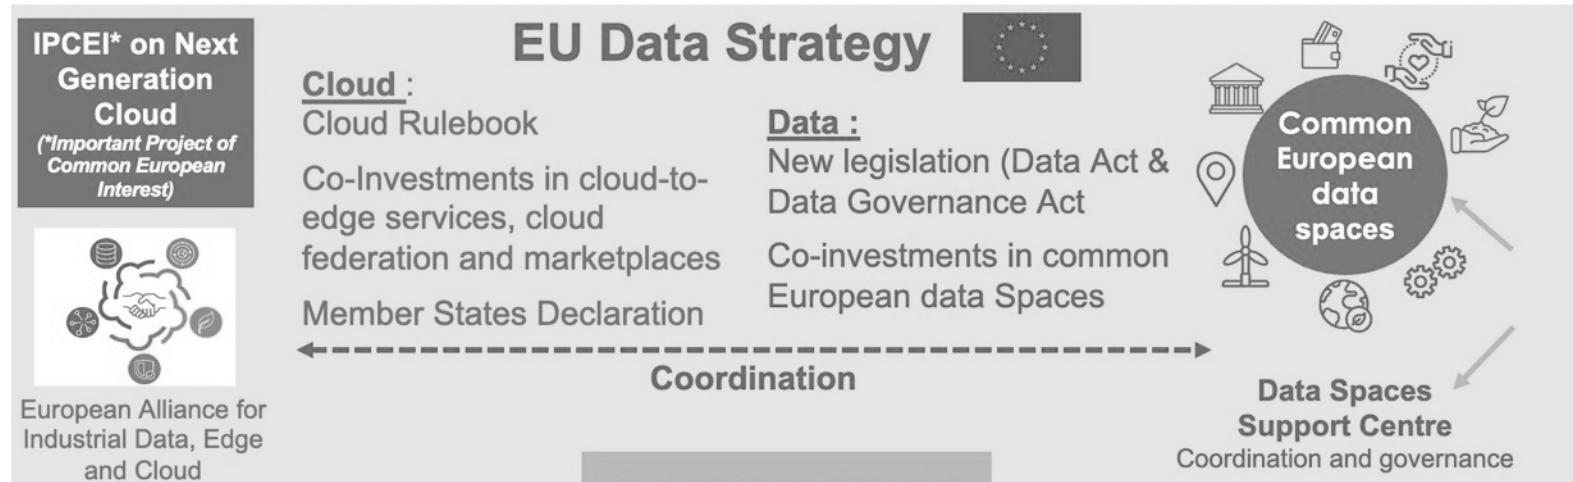 IPCEI* on Next
Generation
Cloud
(*Important Project of
Common European
Interest)
European Alliance for
Industrial Data, Edge
and Cloud
EU Data Strategy
Cloud :
Cloud Rulebook
Co-Investments in cloud-to-
edge services, cloud
federation and marketplaces
Member States Declaration
Data :
New legislation (Data Act &
Data Governance Act
Co-investments in common
European data Spaces
Coordination
Common
European
data
spaces
Data Spaces
Support Centre
Coordination and governance